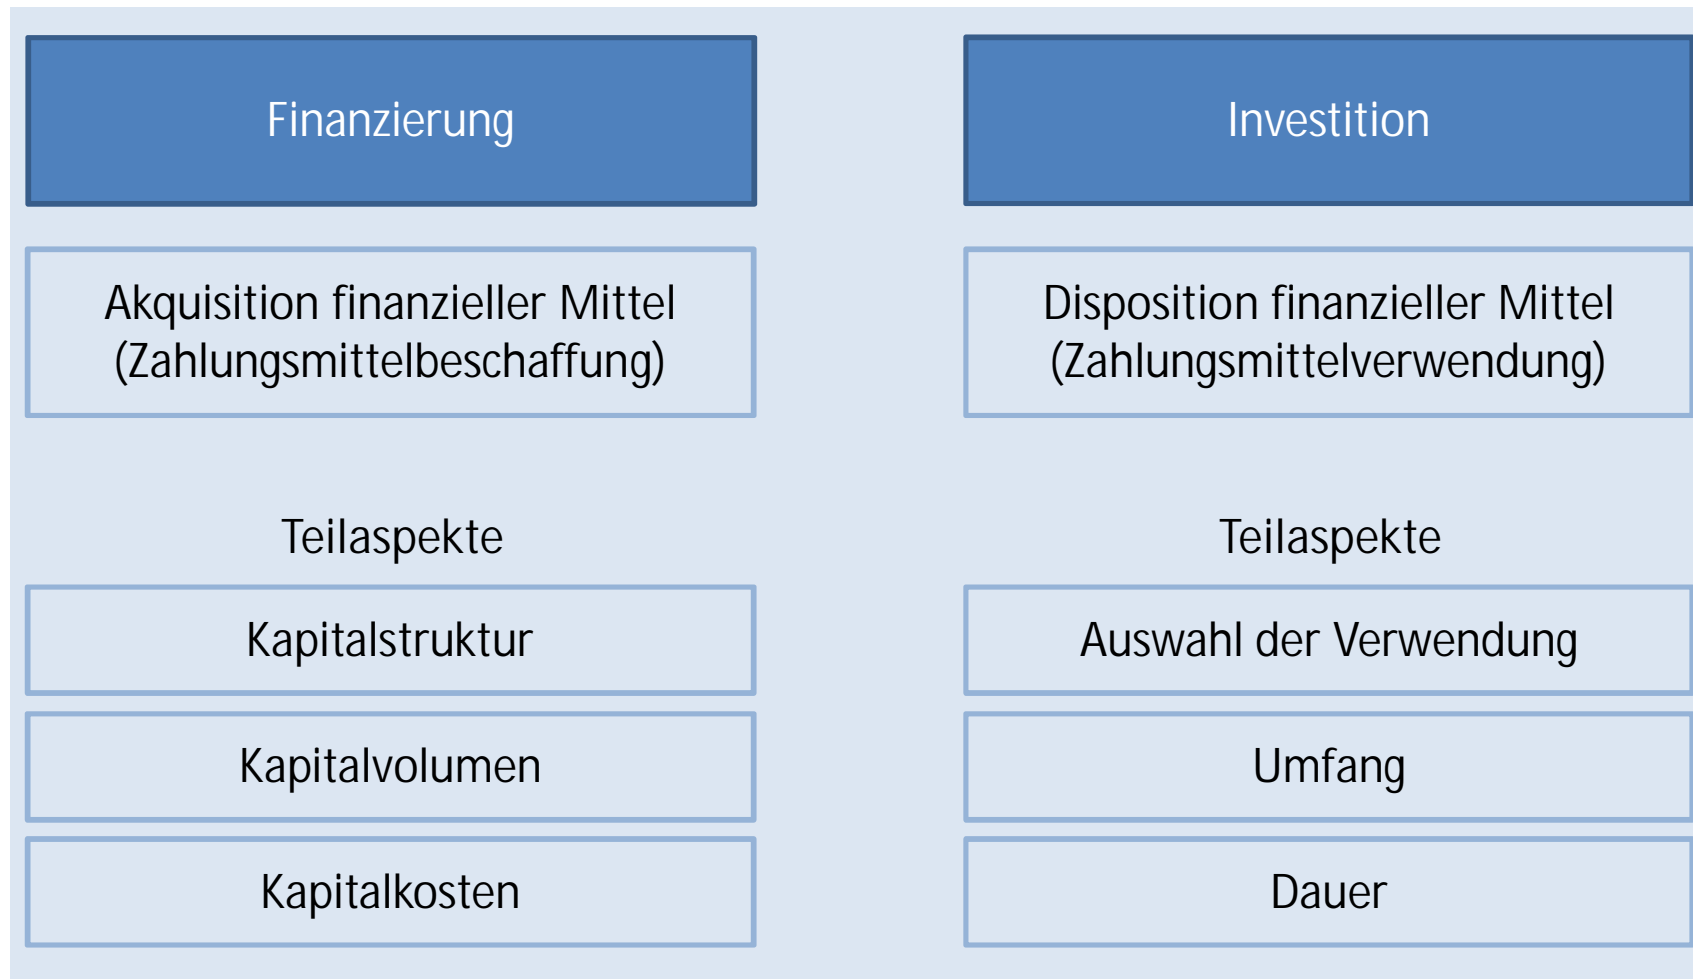 Finanzierung
Investition
Akquisition finanzieller Mittel
(Zahlungsmittelbeschaffung)
Disposition finanzieller Mittel
(Zahlungsmittelverwendung)
Teilaspekte
Teilaspekte
Kapitalstruktur
Auswahl der Verwendung
Kapitalvolumen
Umfang
Kapitalkosten
Dauer